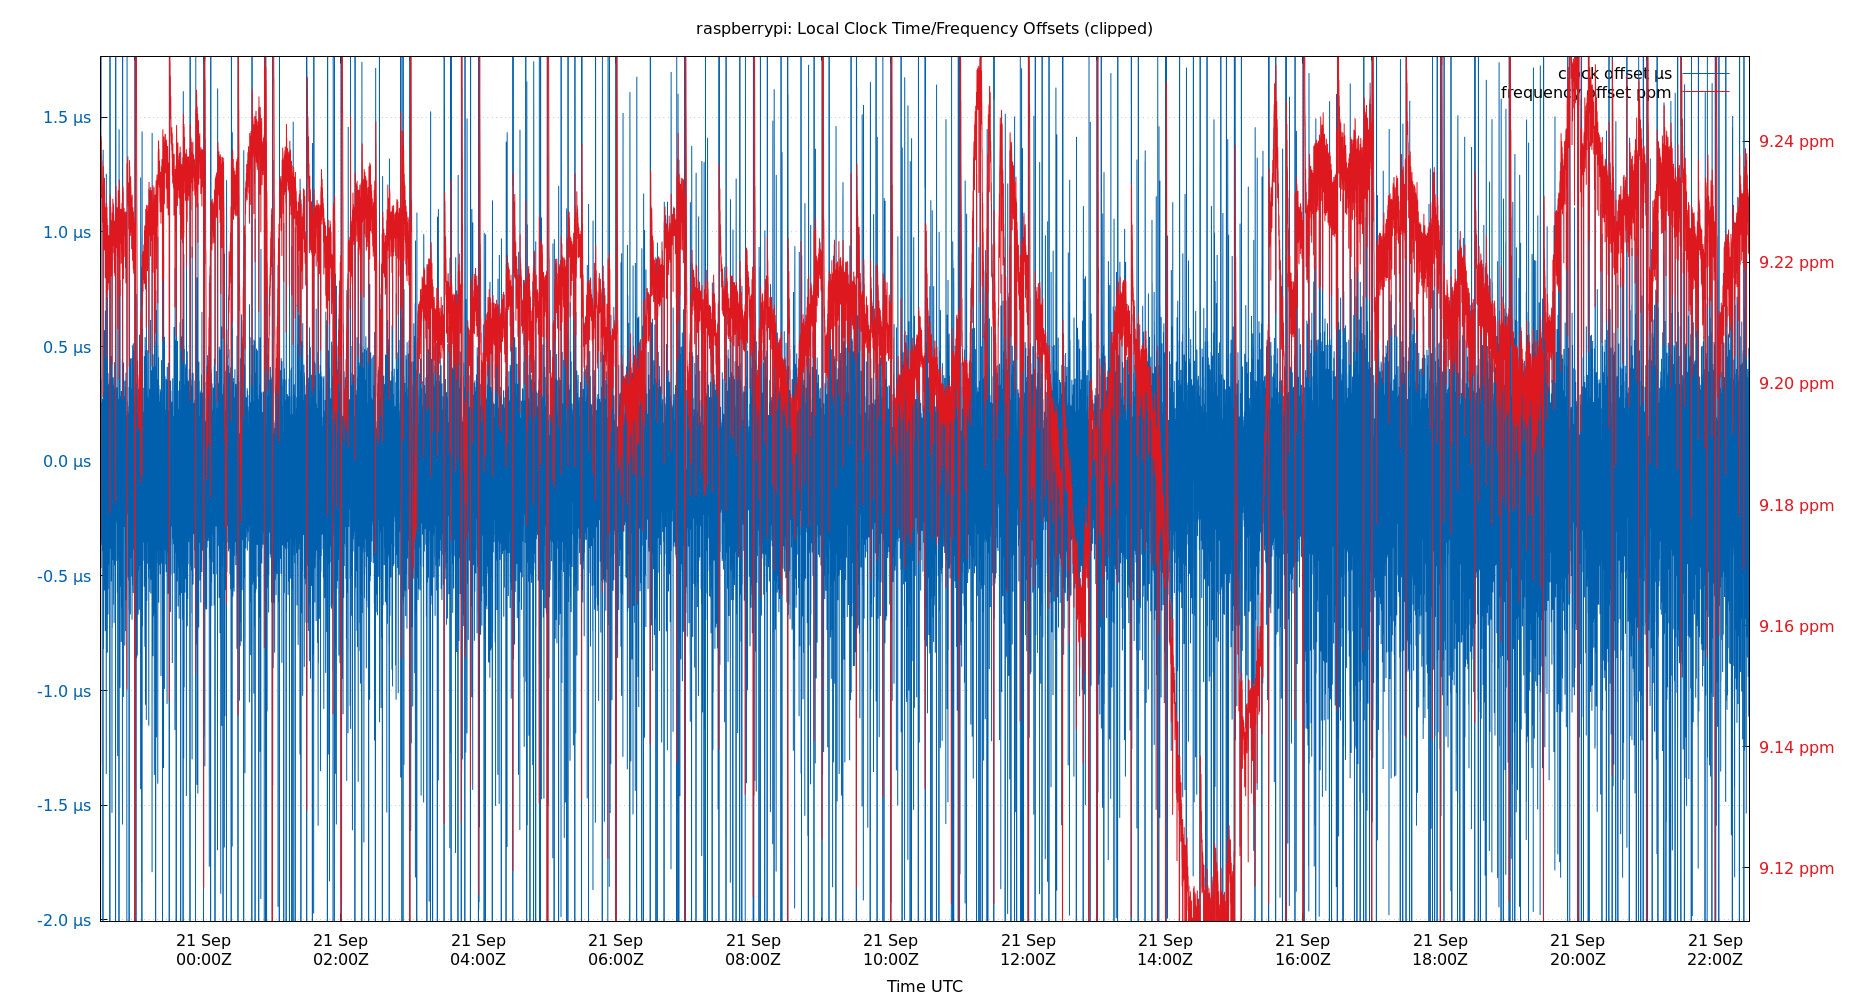 raspberrypi: Local Clock Time/Frequency Offsets (clipped)
clock offset µs
frequency offset ppm
1.5 µs
1.0 µs
0.5 µs
0.0 µs
-0.5 µs
-1.0 µs
-1.5 µs
-2.0 µs
9.24 ppm
9.22 ppm
9.20 ppm
9.18 ppm
9.16 ppm
9.14 ppm
9.12 ppm
21 Sep 21 Sep 21 Sep 21 Sep 21 Sep 21 Sep 21 Sep 21 Sep 21 Sep 21 Sep 21 Sep 21 Sep
00:00Z 02:00Z 04:00Z 06:00Z 08:00Z 10:00Z 12:00Z 14:00Z 16:00Z 18:00Z 20:00Z 22:00Z
Time UTC